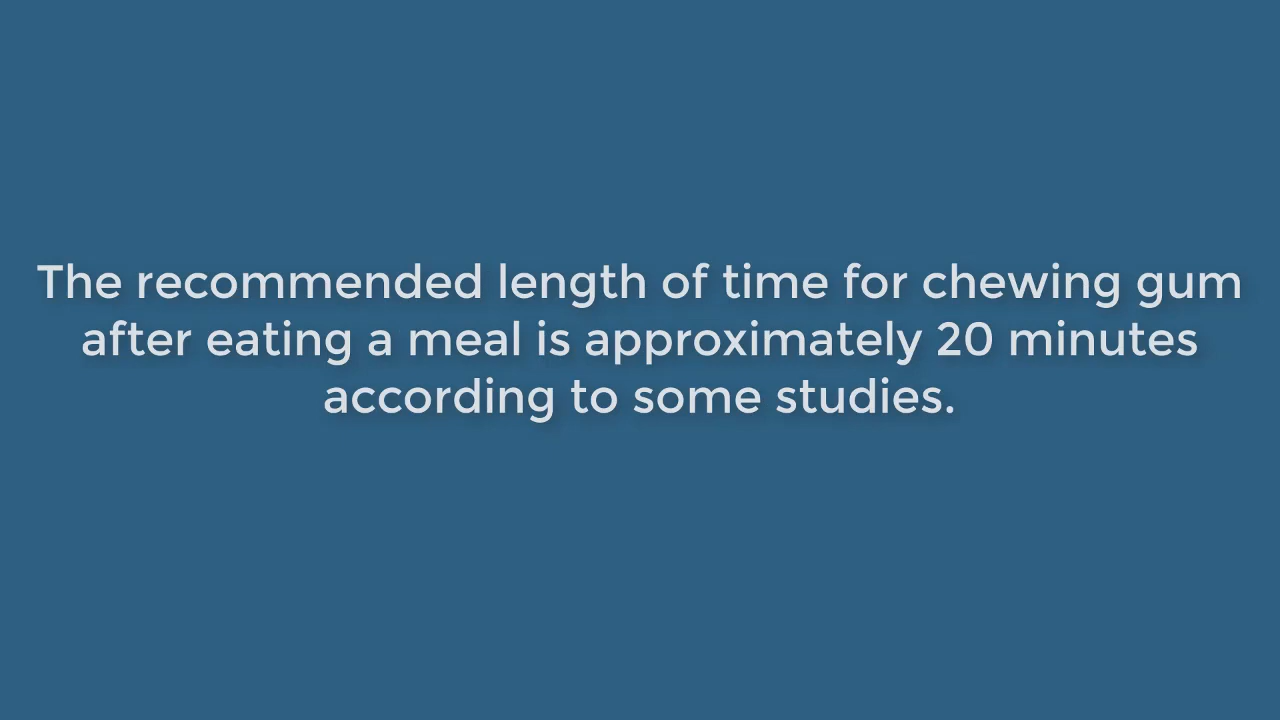 The recommended length of time for chewing gum
after eating a meal is approximately 20 minutes
according to some studies.